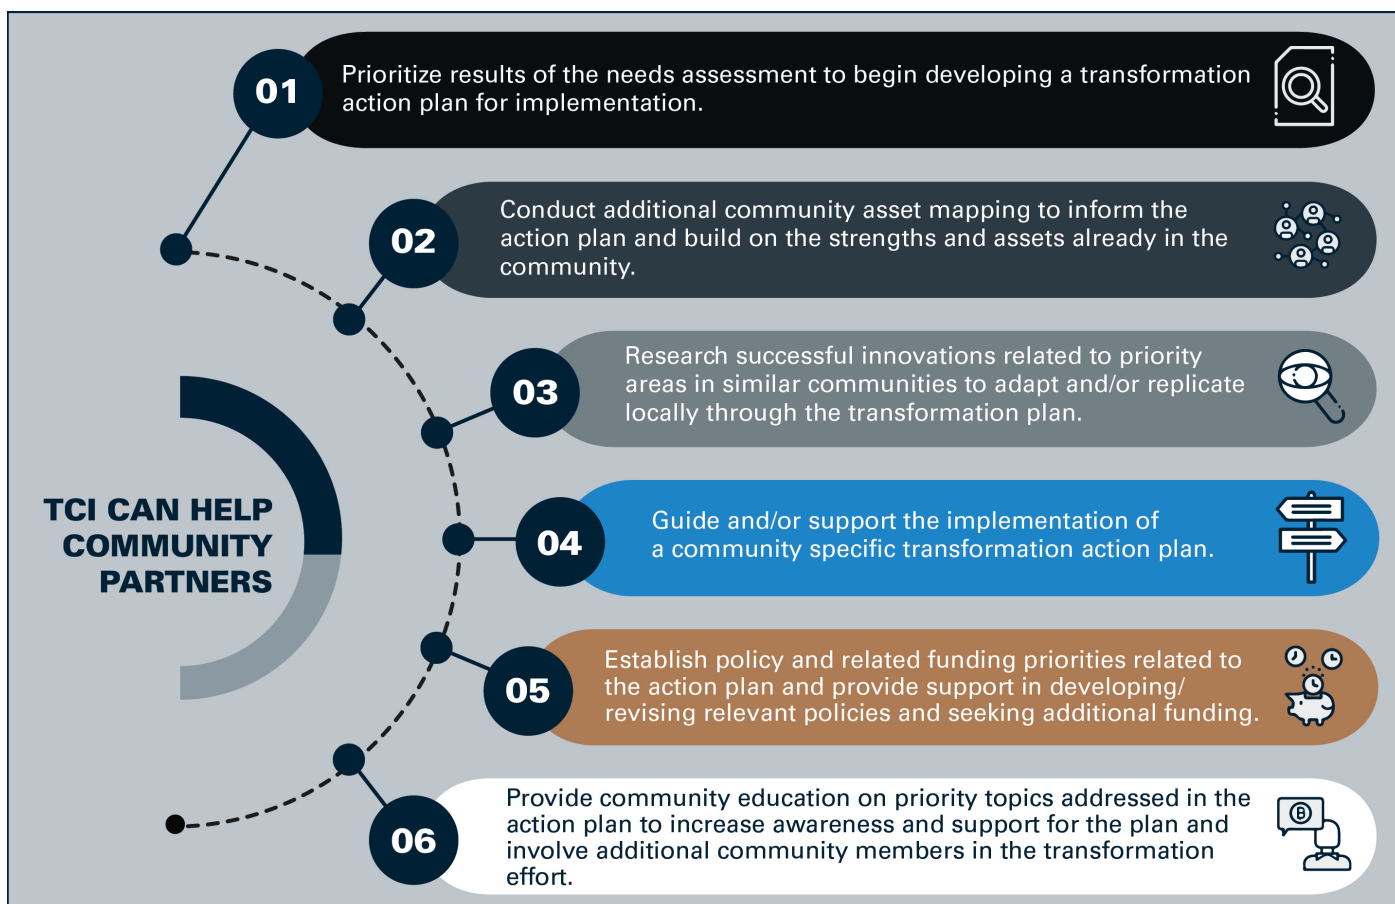 01
Prioritize results of the needs assessment to begin developing a transformation
action plan for implementation.
02
Conduct additional community asset mapping to inform the
action plan and build on the strengths and assets already in the
community.
03
Research successful innovations related to priority
areas in similar communities to adapt and/or replicate
locally through the transformation plan.
TCI CAN HELP
COMMUNITY
PARTNERS
04
Guide and/or support the implementation of
a community specific transformation action plan.
05
Establish policy and related funding priorities related to
the action plan and provide support in developing/
revising relevant policies and seeking additional funding.
06
Provide community education on priority topics addressed in the
action plan to increase awareness and support for the plan and
involve additional community members in the transformation
effort.